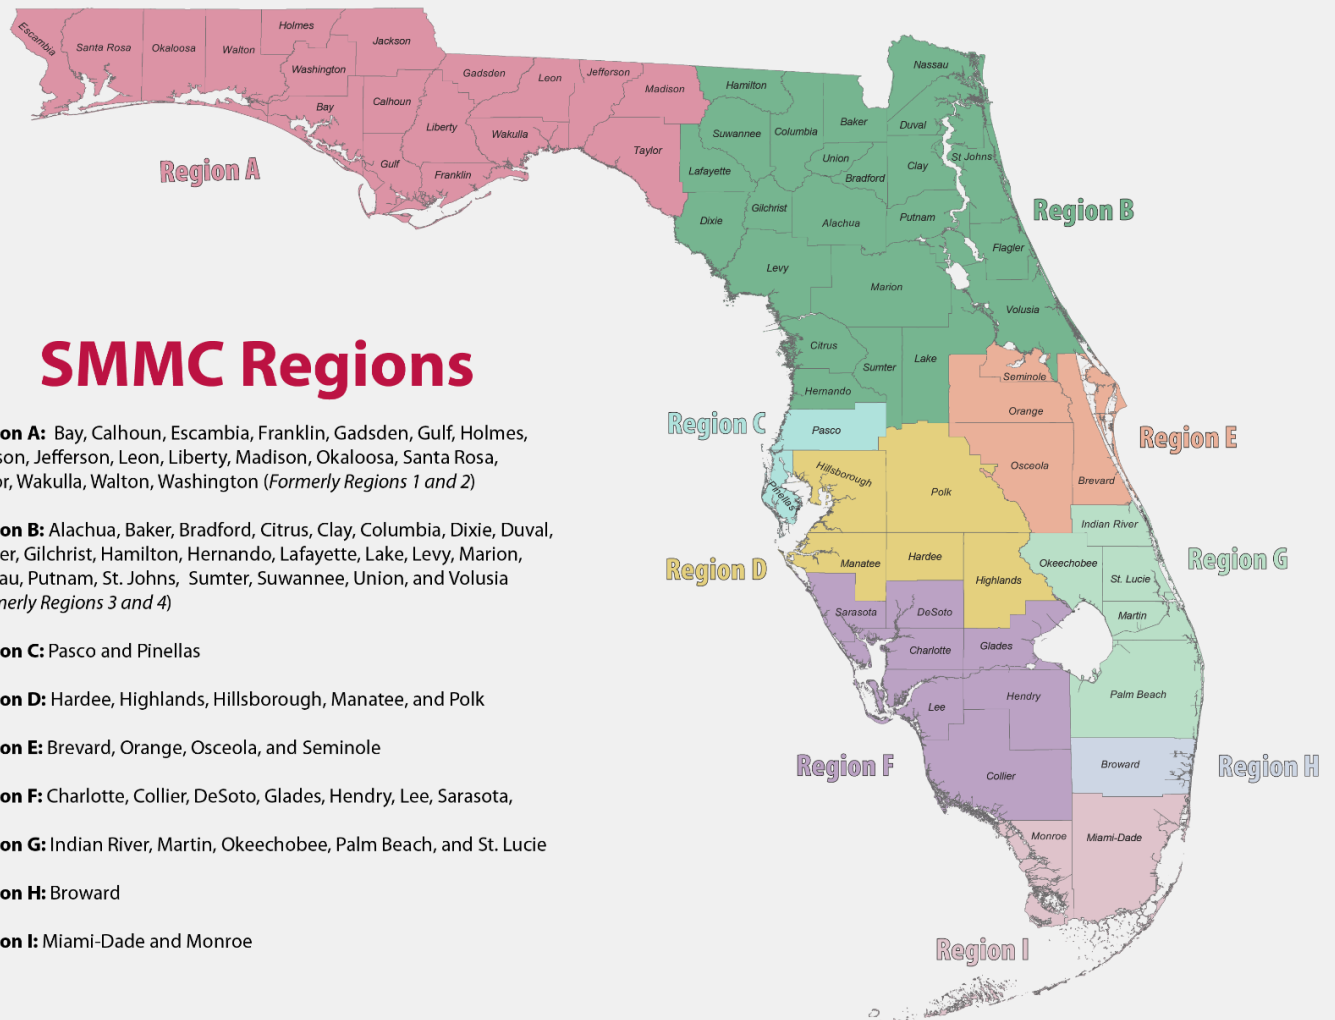 Escambia
Santa Rosa
Okaloosa
Walton
Holmes
Washington
Jackson
Bay
Calhoun
Gulf
Liberty
Gadsden
Franklin
Wakulla
Leon
Jefferson
Madison
Taylor
Region A
Hamilton
Suwannee
Columbia
Lafayette
Baker
Nassau
Duval
Union
Bradford
Clay
St Johns
Dixie
Gilchrist
Alachua
Putnam
Flagler
Levy
Marion
Volusia
Citrus
Sumter
Lake
Hernando
Region B
SMMC Regions
on A: Bay, Calhoun, Escambia, Franklin, Gadsden, Gulf, Holmes,
son, Jefferson, Leon, Liberty, Madison, Okaloosa, Santa Rosa,
or, Wakulla, Walton, Washington (Formerly Regions 1 and 2)
on B: Alachua, Baker, Bradford, Citrus, Clay, Columbia, Dixie, Duval,
er, Gilchrist, Hamilton, Hernando, Lafayette, Lake, Levy, Marion,
au, Putnam, St. Johns, Sumter, Suwannee, Union, and Volusia
merly Regions 3 and 4)
on C: Pasco and Pinellas
on D: Hardee, Highlands, Hillsborough, Manatee, and Polk
on E: Brevard, Orange, Osceola, and Seminole
on F: Charlotte, Collier, DeSoto, Glades, Hendry, Lee, Sarasota,
on G: Indian River, Martin, Okeechobee, Palm Beach, and St. Lucie
on H: Broward
on I: Miami-Dade and Monroe
Region C
Pasco
Pinellas
Seminole
Orange
Osceola
Brevard
Region E
Hillsborough
Polk
Manatee
Hardee
Highlands
Region D
Indian River
Okeechobee
St. Lucie
Martin
Palm Beach
Region G
Sarasota
DeSoto
Charlotte
Glades
Lee
Hendry
Collier
Region F
Broward
Region H
Monroe
Miami-Dade
Region I